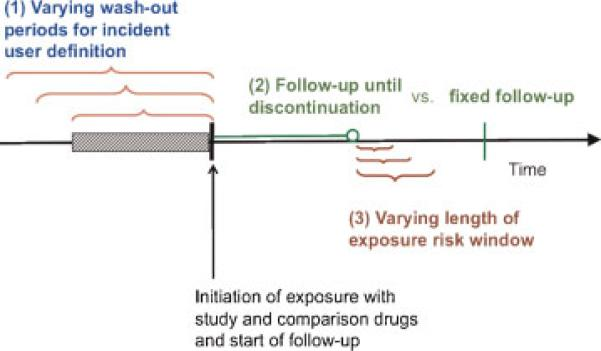 (1) Varying wash-out
periods for incident
user definition
(2) Follow-up until
discontinuation
vs. fixed follow-up
Time
(3) Varying length of
exposure risk window
Initiation of exposure with
study and comparison drugs
and start of follow-up